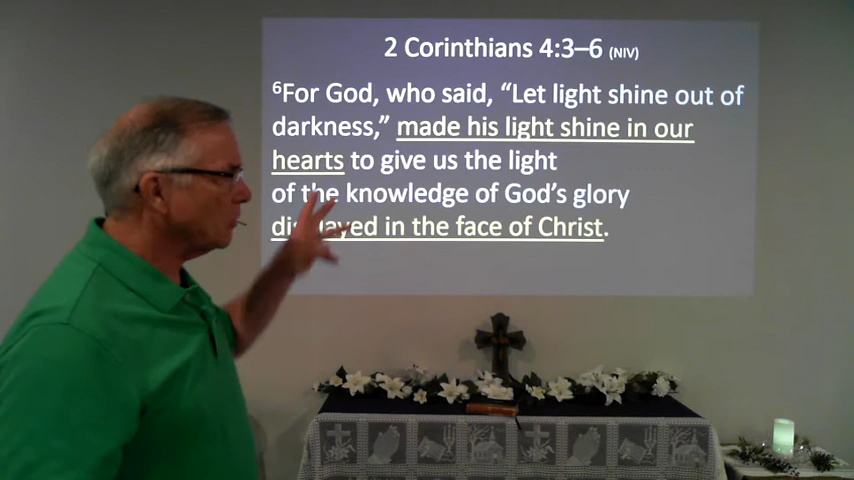 2 Corinthians 4:3–6 (NIV)
⁶For God, who said, “Let light shine out of
darkness,” made his light shine in our
hearts to give us the light
of the knowledge of God’s glory
displayed in the face of Christ.